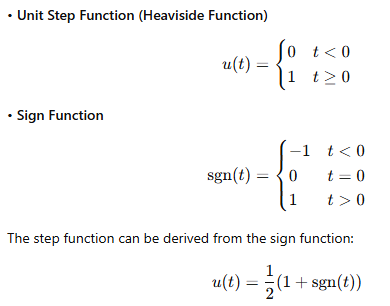 • Unit Step Function (Heaviside Function)
u(t) = {0 t < 0
1 t ≥ 0
• Sign Function
sgn(t) = {−1 t < 0
0 t = 0
1 t > 0
The step function can be derived from the sign function:
u(t) = 1/2(1 + sgn(t))